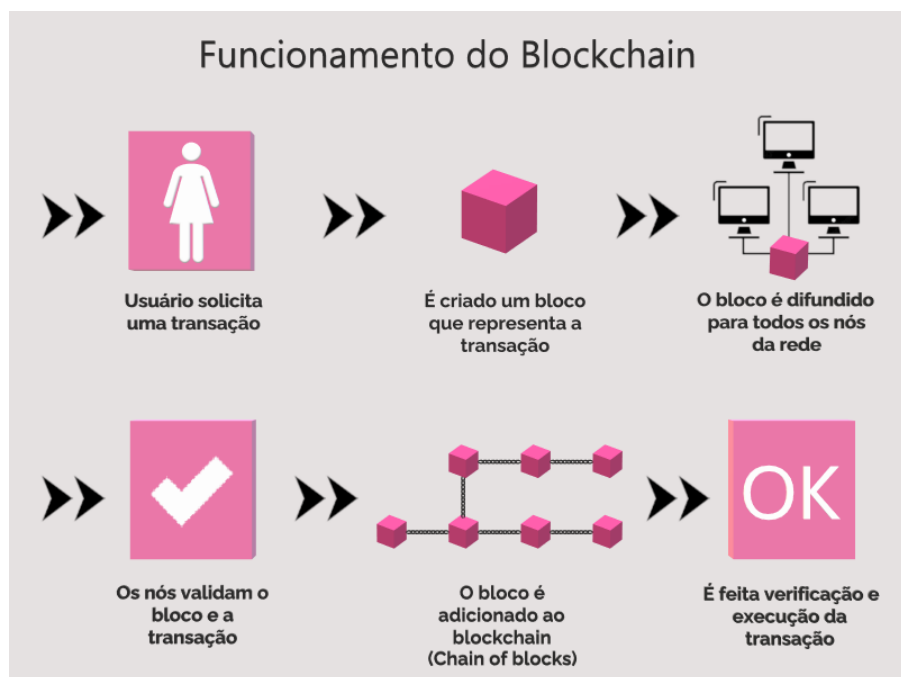 Funcionamento do Blockchain
Usuário solicita
uma transação
É criado um bloco
que representa a
transação
O bloco é difundido
para todos os nós
da rede
Os nós validam o
bloco e a
transação
O bloco é
adicionado ao
blockchain
(Chain of blocks)
OK
É feita verificação e
execução da
transação